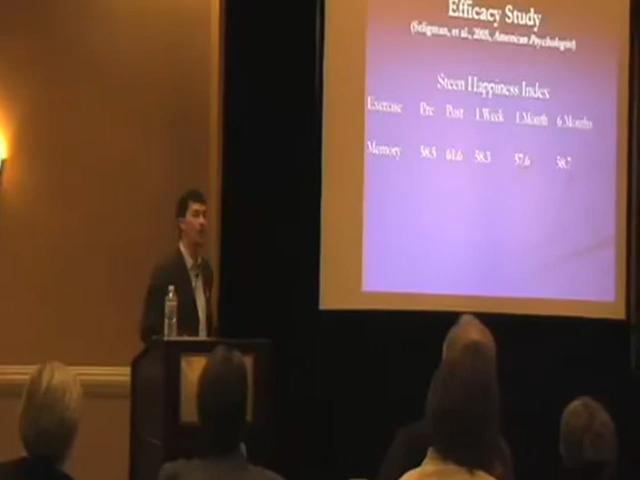 Efficacy Study
(Seligman, et al., 2005, American Psychologist)
Steen Happiness Index
Exercise Pre Post 1 Week 1 Month 6 Months
Memory 58.5 61.6 58.3 57.6 58.7